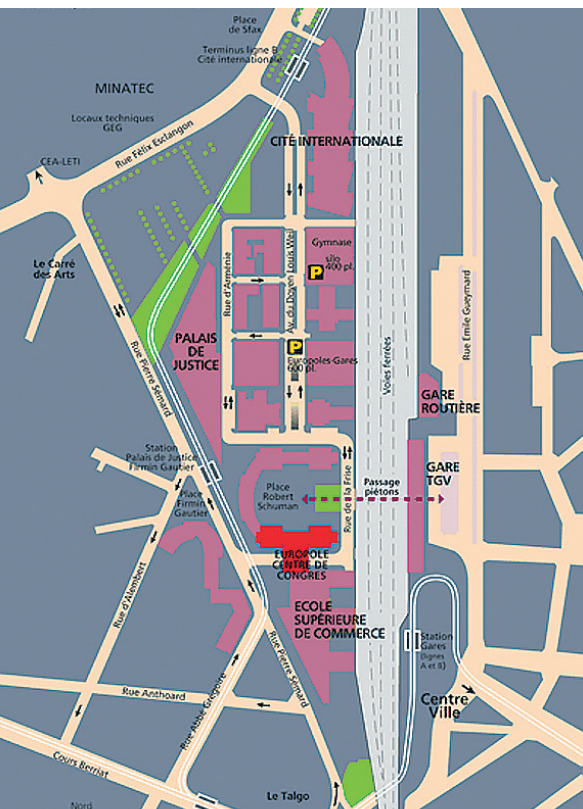 Place
de Sfax
Terminus ligne B
Cité internationale
MINATEC
Locaux techniques
GEG
Rue Félix Esclangon
CEA-LETI
CITÉ INTERNATIONALE
Le Carré
des Arts
Rue d'Arménie
Av. du Doyen Louis Weil
Gymnase
silo
400 pl.
P
P
Europoles-Gares
600 pl.
PALAIS
DE
JUSTICE
Rue Pierre Sémard
Voies ferrées
Rue Emile Gueymard
GARE
ROUTIÈRE
GARE
TGV
Station
Palais de Justice
Firmin Gautier
Place
Firmin
Gautier
Place
Robert
Schuman
Rue de la Frise
Passage
piétons
EUROPOLE
CENTRE DE
CONGRES
ECOLE
SUPÉRIEURE
DE COMMERCE
Rue d'Alembert
Rue Pierre Sémard
Station
Gares
(lignes
A et B)
Centre
Ville
Rue Anthoard
Rue Abbé Grégoire
Cours Berriat
Le Talgo
Nord